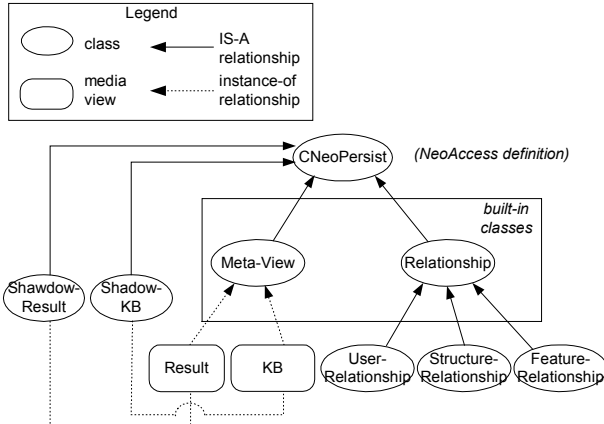 Legend
class
IS-A
relationship
media
view
instance-of
relationship
CNeoPersist
(NeoAccess definition)
built-in
classes
Meta-View
Relationship
Shawdow-
Result
Shadow-
KB
Result
KB
User-
Relationship
Structure-
Relationship
Feature-
Relationship